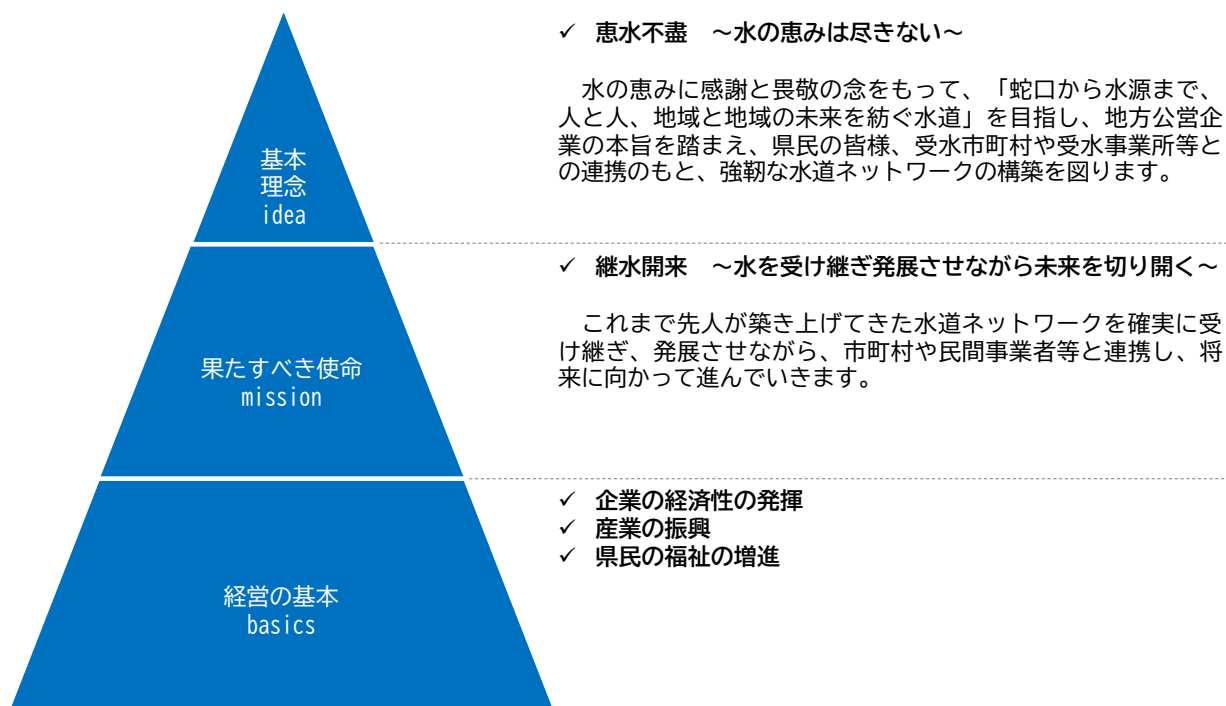 基本
理念
idea
✓ 恵水不盡　～水の恵みは尽きない～
　水の恵みに感謝と畏敬の念をもって、「蛇口から水源まで、
人と人、地域と地域の未来を紡ぐ水道」を目指し、地方公営企
業の本旨を踏まえ、県民の皆様、受水市町村や受水事業所等と
の連携のもと、強靭な水道ネットワークの構築を図ります。
果たすべき使命
mission
✓ 継水開来　～水を受け継ぎ発展させながら未来を切り開く～
　これまで先人が築き上げてきた水道ネットワークを確実に受
け継ぎ、発展させながら、市町村や民間事業者等と連携し、将
来に向かって進んでいきます。
経営の基本
basics
✓ 企業の経済性の発揮
✓ 産業の振興
✓ 県民の福祉の増進